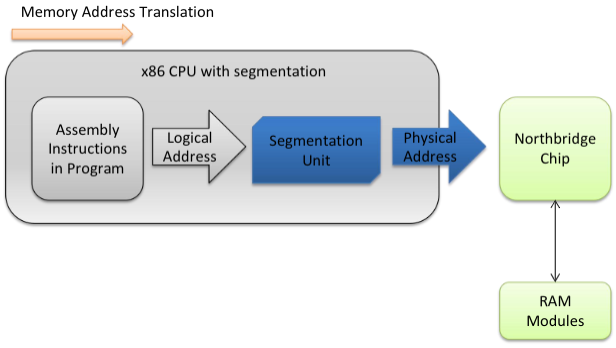 Memory Address Translation
x86 CPU with segmentation
Assembly
Instructions
in Program
Logical
Address
Segmentation
Unit
Physical
Address
Northbridge
Chip
RAM
Modules